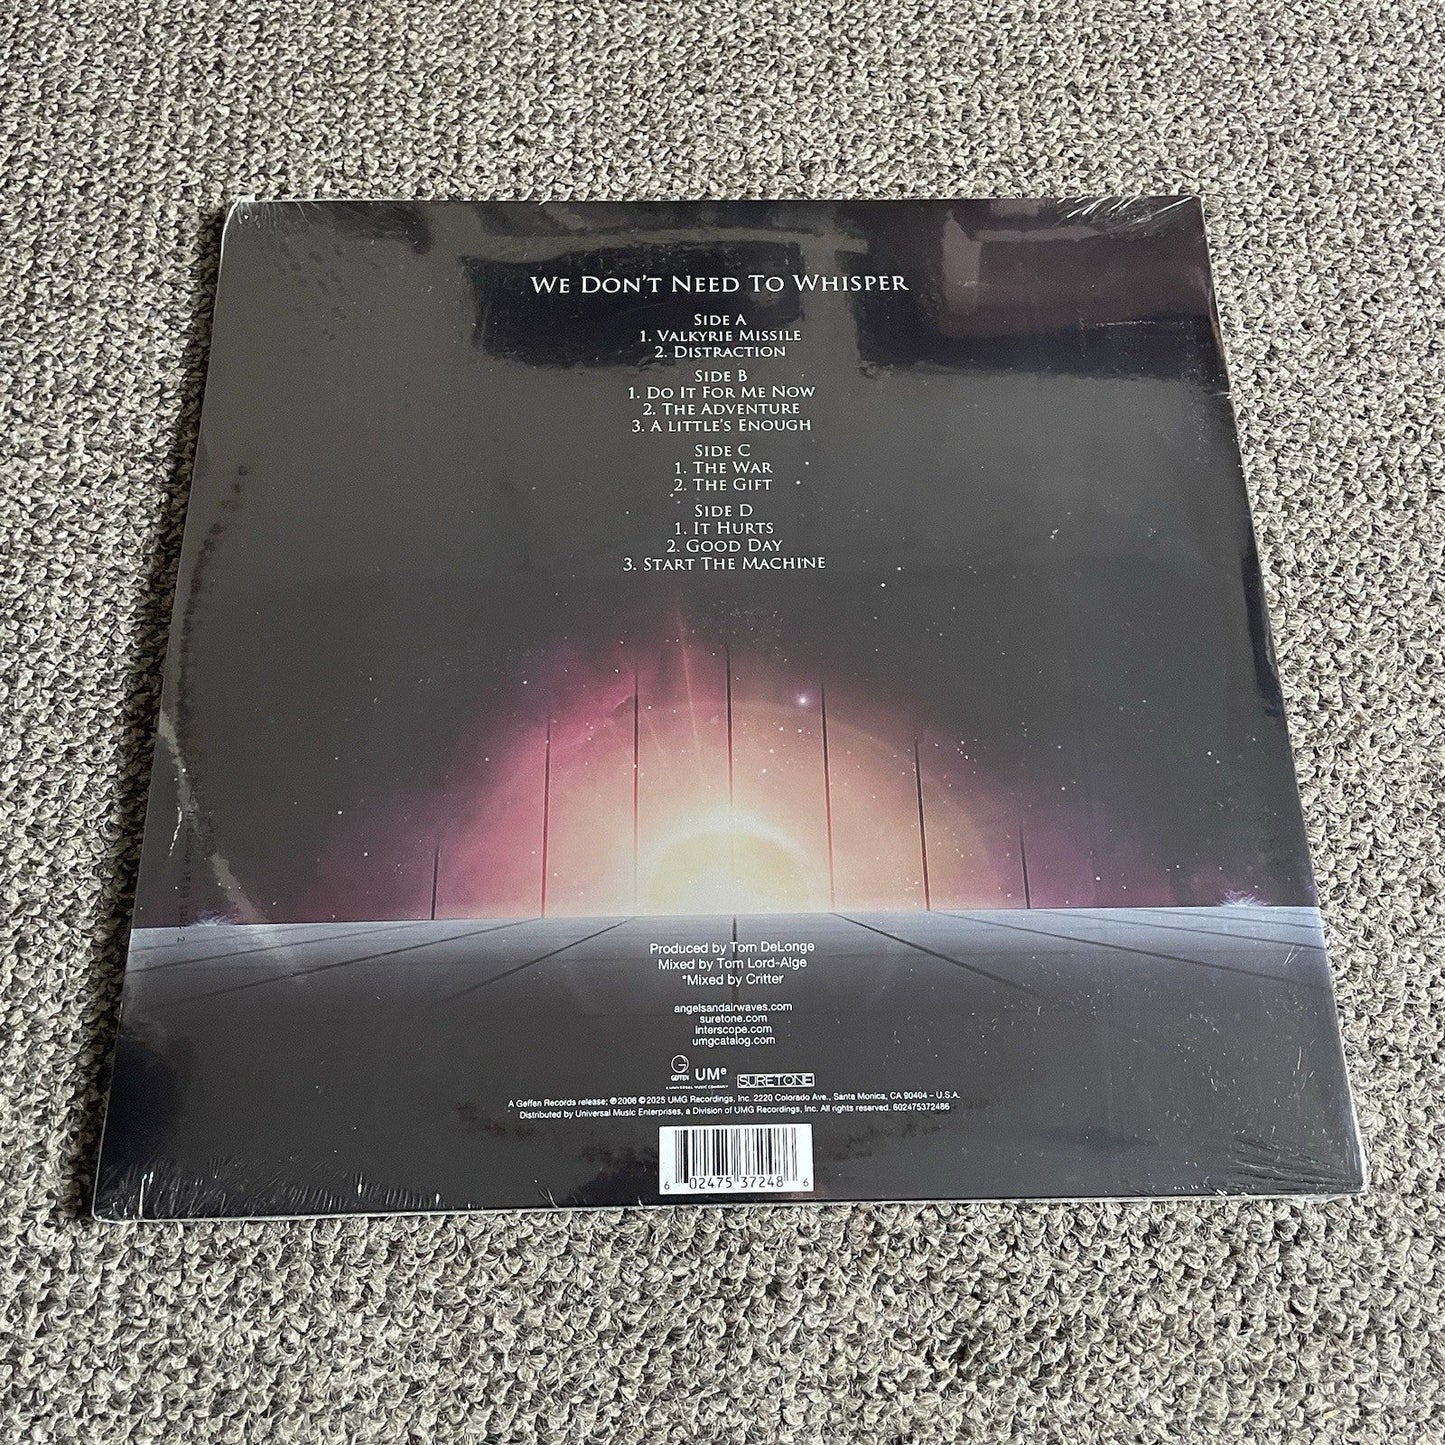 WE DON'T NEED TO WHISPER
SIDE A
1. VALKYRIE MISSILE
2. DISTRACTION
SIDE B
1. DO IT FOR ME NOW
2. THE ADVENTURE
3. A LITTLE'S ENOUGH
SIDE C
1. THE WAR
2. THE GIFT
SIDE D
1. IT HURTS
2. GOOD DAY
3. START THE MACHINE
Produced by Tom DeLonge
Mixed by Tom Lord-Alge
*Mixed by Critter
angelsandairwaves.com
suretone.com
interscope.com
umgcatalog.com
GEFFEN UMe SURETONE
A UNIVERSAL MUSIC COMPANY
A Geffen Records release; ℗2006 ©2025 UMG Recordings, Inc. 2220 Colorado Ave., Santa Monica, CA 90404 – U.S.A.
Distributed by Universal Music Enterprises, a Division of UMG Recordings, Inc. All rights reserved. 602475372486
6 02475 37248 6